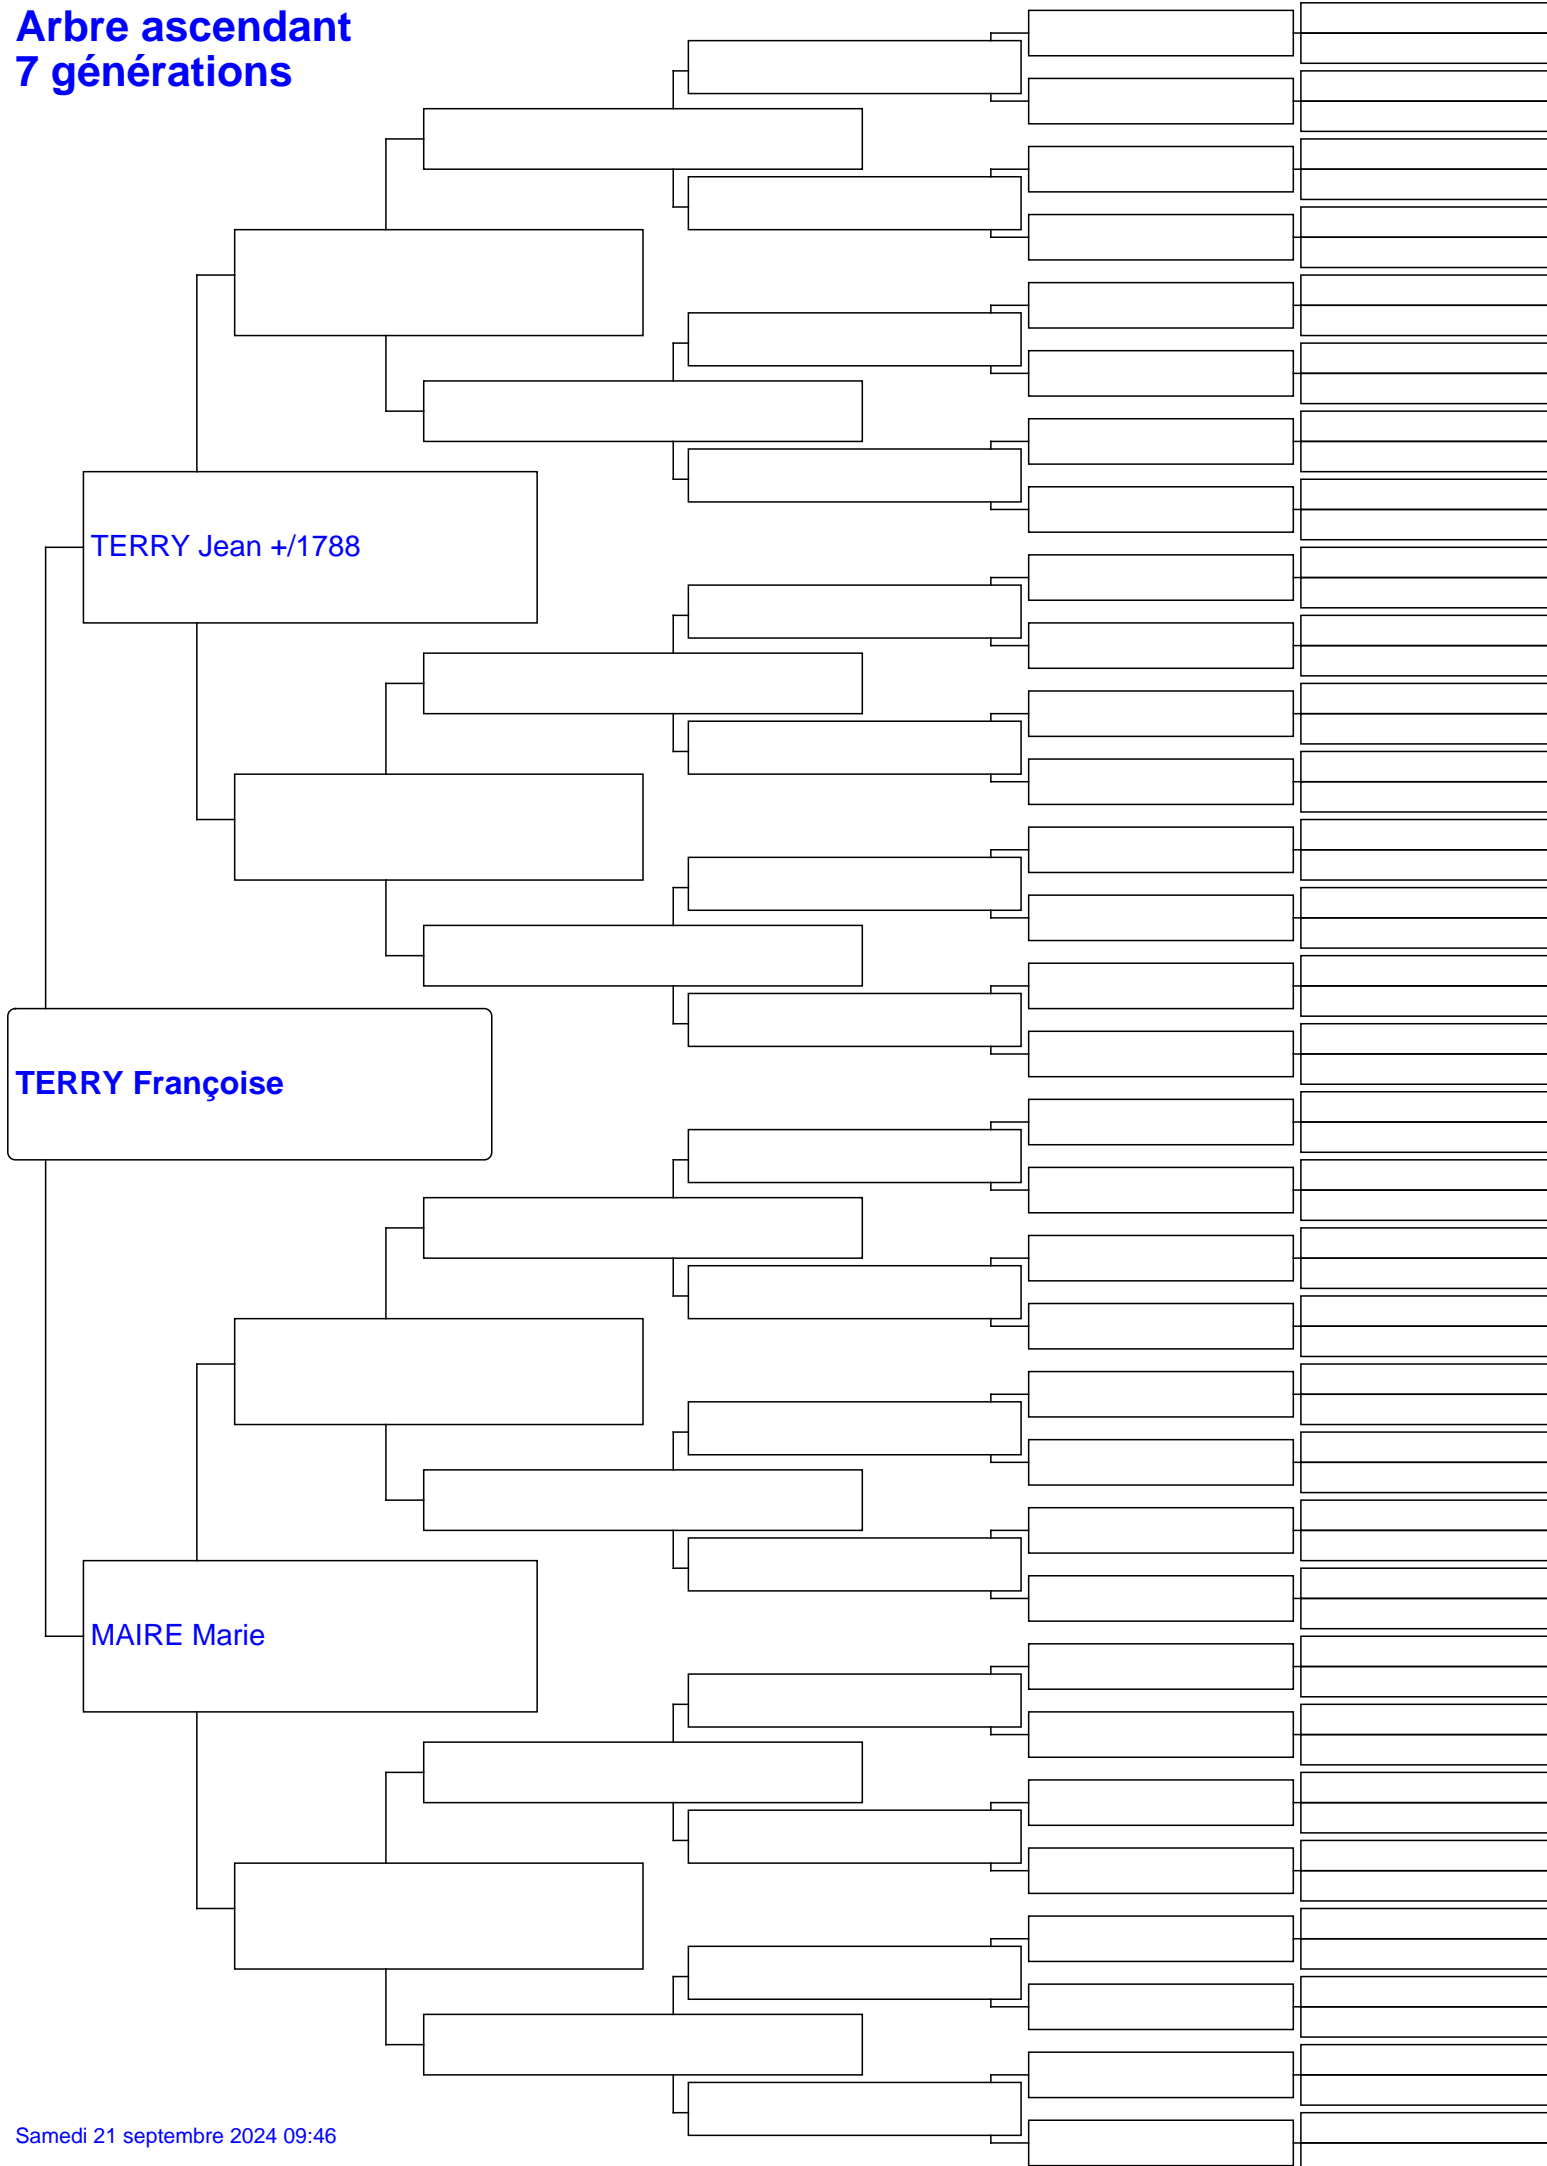 Arbre ascendant
7 générations
TERRY Jean +/1788
TERRY Françoise
MAIRE Marie
Samedi 21 septembre 2024 09:46